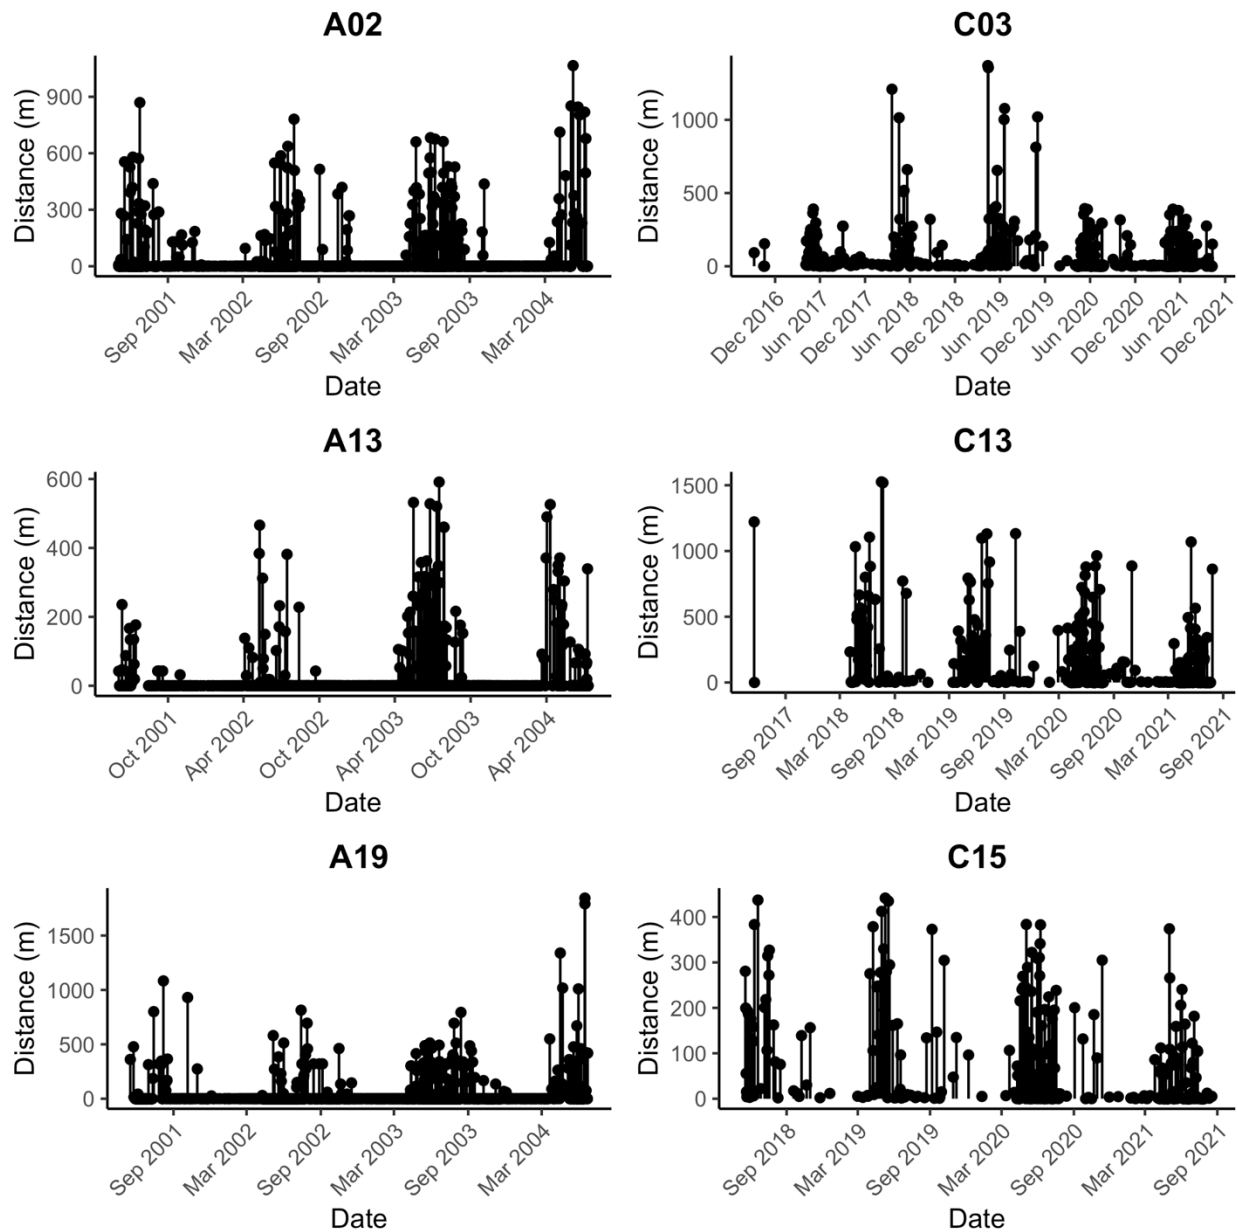 A02
Distance (m)
900
600
300
0
Sep 2001
Mar 2002
Sep 2002
Mar 2003
Sep 2003
Mar 2004
Date
C03
Distance (m)
1000
500
0
Dec 2016
Jun 2017
Dec 2017
Jun 2018
Dec 2018
Jun 2019
Dec 2019
Jun 2020
Dec 2020
Jun 2021
Dec 2021
Date
A13
Distance (m)
600
400
200
0
Oct 2001
Apr 2002
Oct 2002
Apr 2003
Oct 2003
Apr 2004
Date
C13
Distance (m)
1500
1000
500
0
Sep 2017
Mar 2018
Sep 2018
Mar 2019
Sep 2019
Mar 2020
Sep 2020
Mar 2021
Sep 2021
Date
A19
Distance (m)
1500
1000
500
0
Sep 2001
Mar 2002
Sep 2002
Mar 2003
Sep 2003
Mar 2004
Date
C15
Distance (m)
400
300
200
100
0
Sep 2018
Mar 2019
Sep 2019
Mar 2020
Sep 2020
Mar 2021
Sep 2021
Date